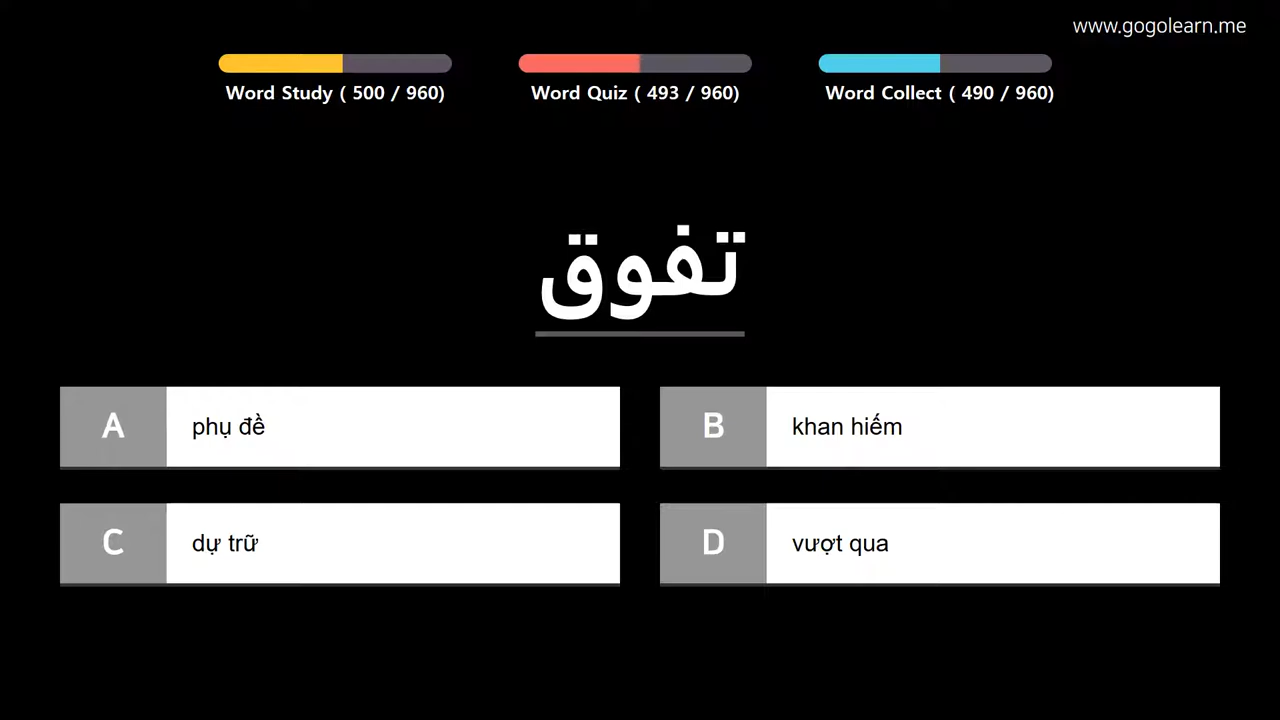 www.gogolearn.me
Word Study ( 500 / 960)
Word Quiz ( 493 / 960)
Word Collect ( 490 / 960)
تفوق
A phụ đề
B khan hiếm
C dự trữ
D vượt qua